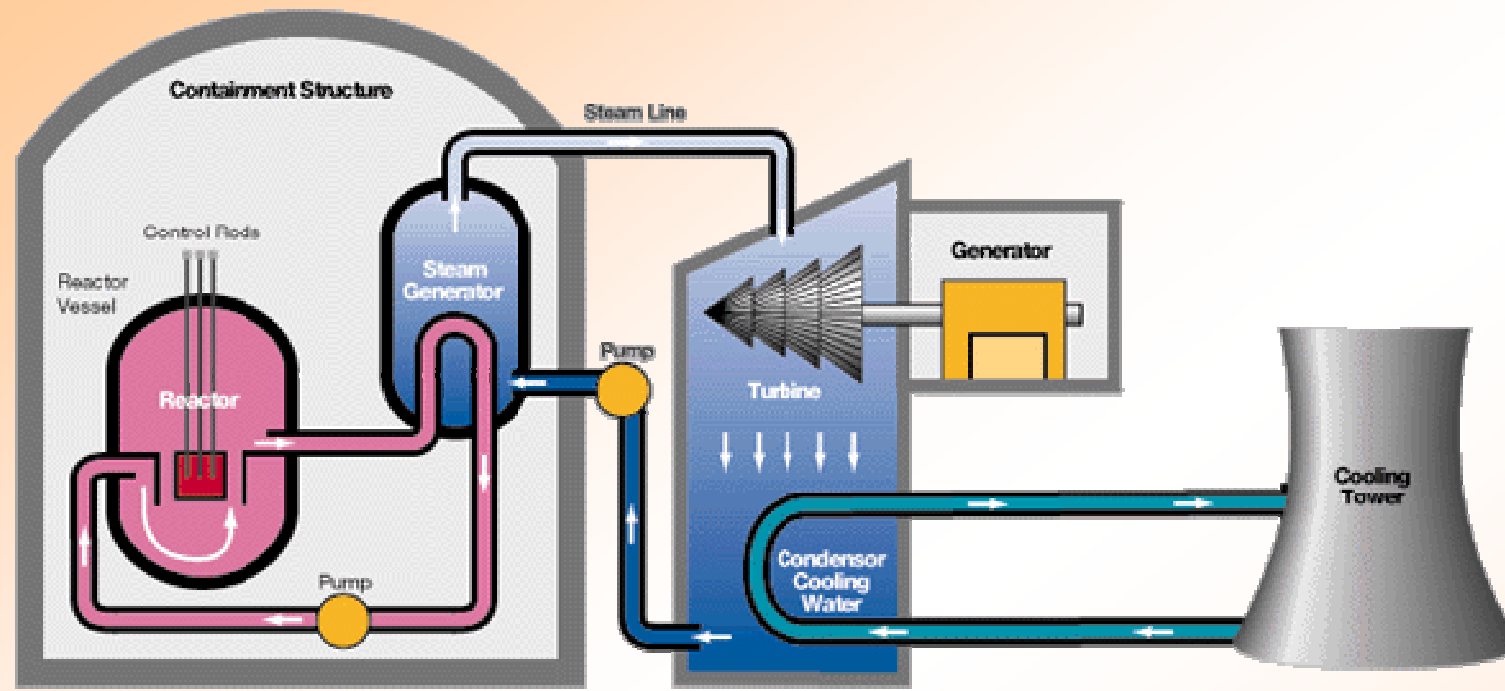 Containment Structure
Steam Line
Control Rods
Reactor
Vessel
Steam
Generator
Generator
Pump
Reactor
Turbine
Cooling
Tower
Condensor
Cooling
Water
Pump